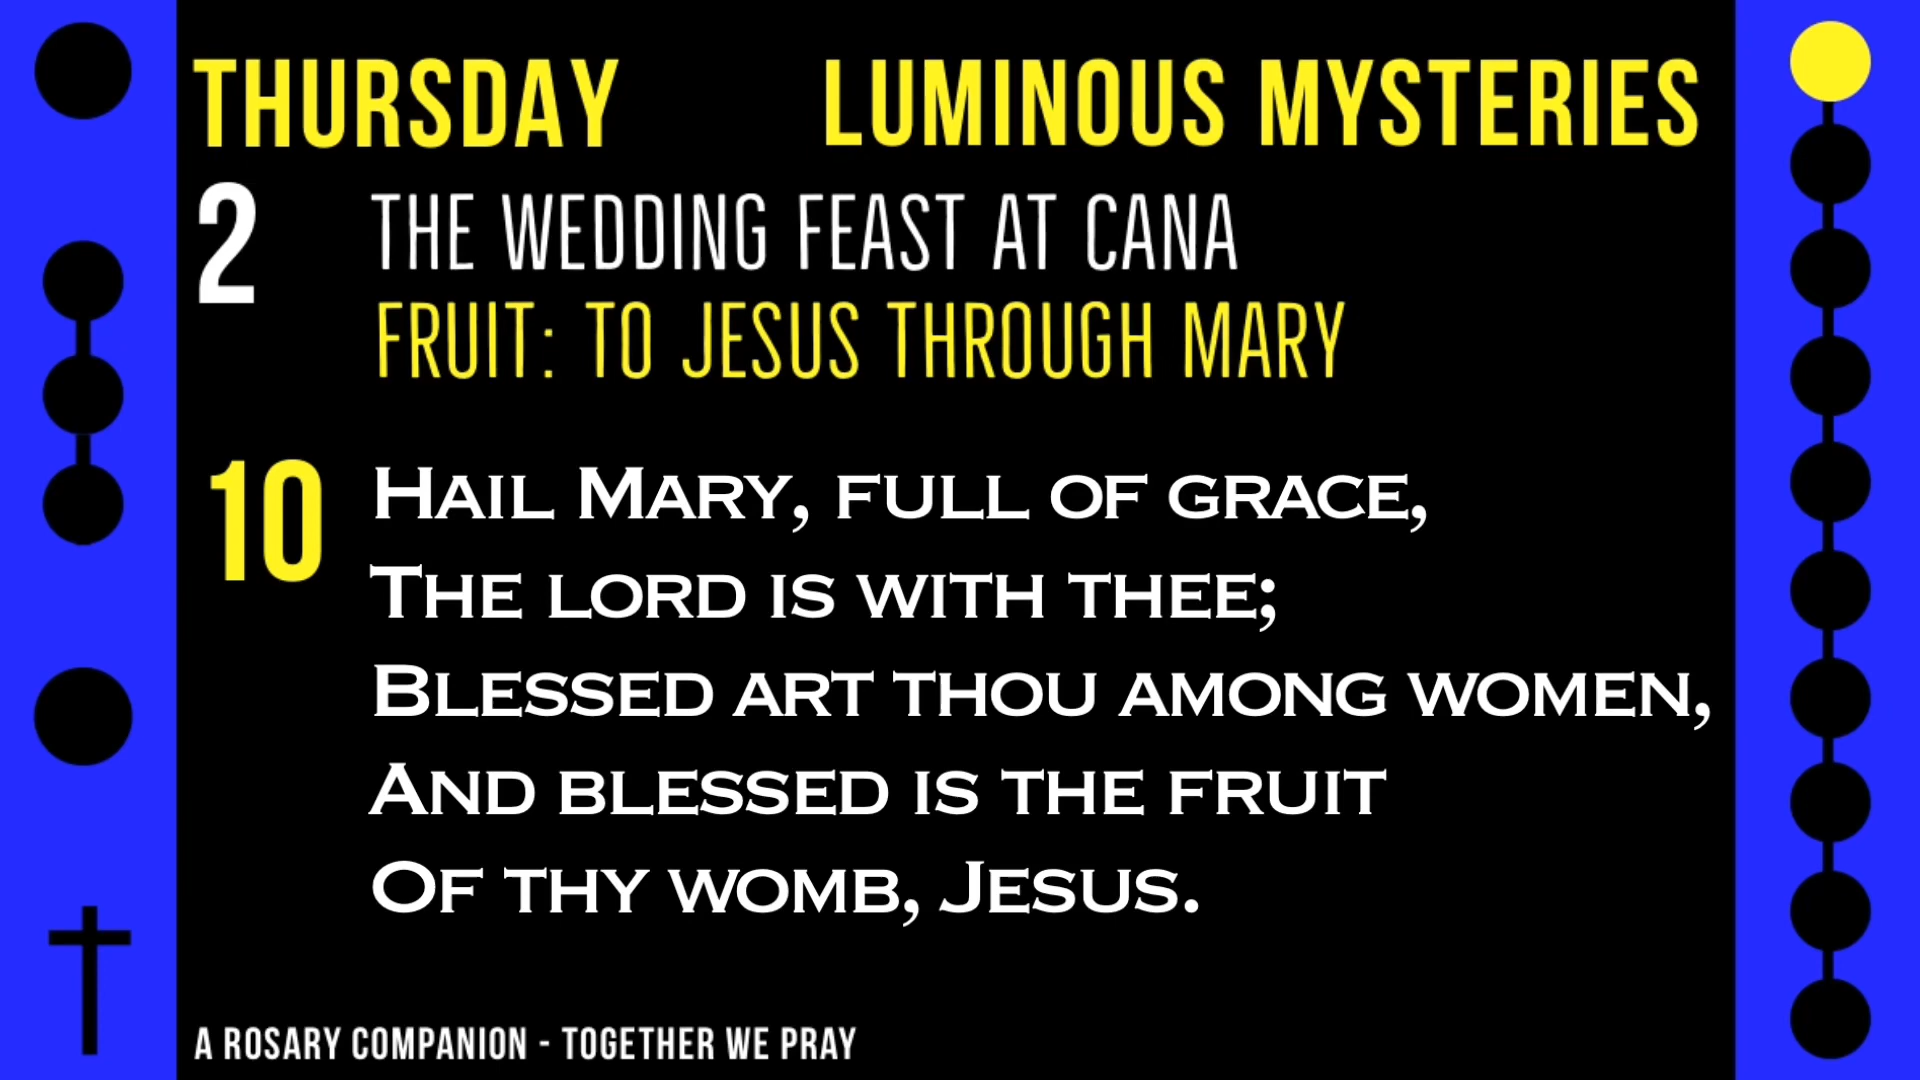 THURSDAY LUMINOUS MYSTERIES
2 THE WEDDING FEAST AT CANA
FRUIT: TO JESUS THROUGH MARY
10 Hail Mary, full of grace,
The lord is with thee;
Blessed art thou among women,
And blessed is the fruit
Of thy womb, Jesus.
A ROSARY COMPANION - TOGETHER WE PRAY